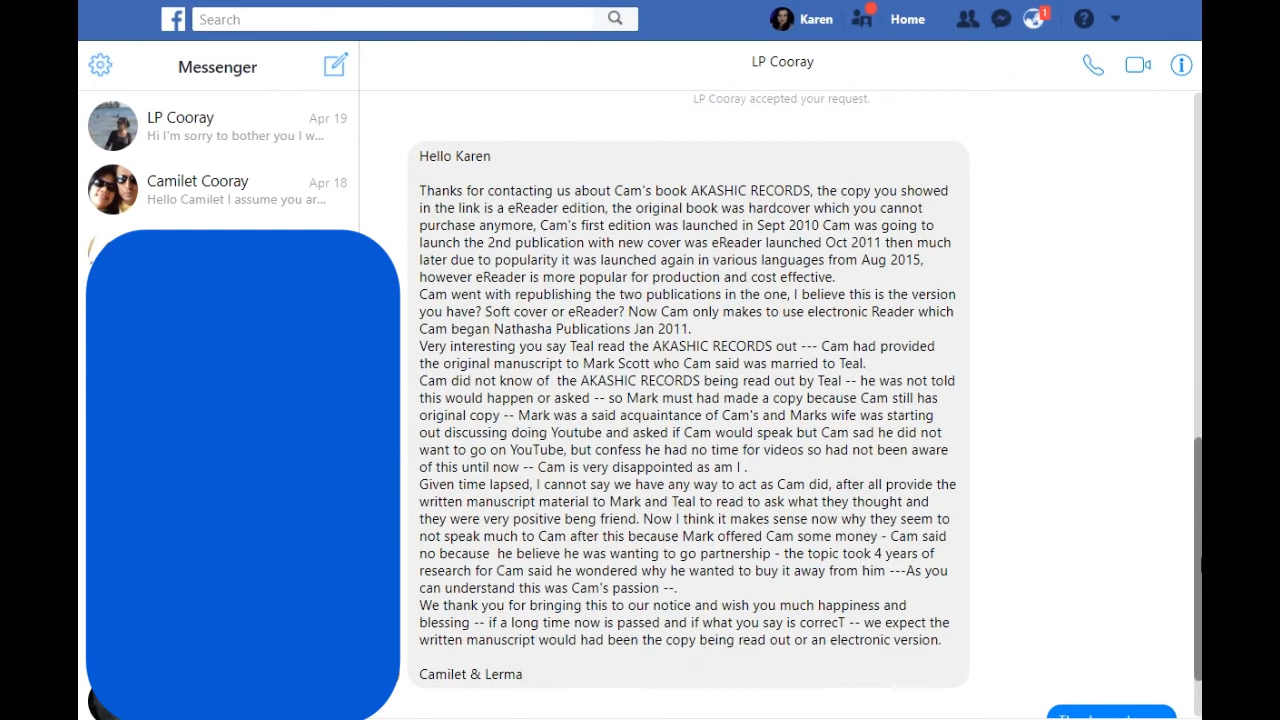 f
Search
Karen
Home
1
?
Messenger
LP Cooray
LP Cooray
Apr 19
Hi I'm sorry to bother you I w...
Camilet Cooray
Apr 18
Hello Camilet I assume you ar...
LP Cooray accepted your request.
Hello Karen
Thanks for contacting us about Cam's book AKASHIC RECORDS, the copy you showed
in the link is a eReader edition, the original book was hardcover which you cannot
purchase anymore, Cam's first edition was launched in Sept 2010 Cam was going to
launch the 2nd publication with new cover was eReader launched Oct 2011 then much
later due to popularity it was launched again in various languages from Aug 2015,
however eReader is more popular for production and cost effective.
Cam went with republishing the two publications in the one, I believe this is the version
you have? Soft cover or eReader? Now Cam only makes to use electronic Reader which
Cam began Nathasha Publications Jan 2011.
Very interesting you say Teal read the AKASHIC RECORDS out --- Cam had provided
the original manuscript to Mark Scott who Cam said was married to Teal.
Cam did not know of  the AKASHIC RECORDS being read out by Teal -- he was not told
this would happen or asked -- so Mark must had made a copy because Cam still has
original copy -- Mark was a said acquaintance of Cam's and Marks wife was starting
out discussing doing Youtube and asked if Cam would speak but Cam sad he did not
want to go on YouTube, but confess he had no time for videos so had not been aware
of this until now -- Cam is very disappointed as am I .
Given time lapsed, I cannot say we have any way to act as Cam did, after all provide the
written manuscript material to Mark and Teal to read to ask what they thought and
they were very positive beng friend. Now I think it makes sense now why they seem to
not speak much to Cam after this because Mark offered Cam some money - Cam said
no because  he believe he was wanting to go partnership - the topic took 4 years of
research for Cam said he wondered why he wanted to buy it away from him ---As you
can understand this was Cam's passion --.
We thank you for bringing this to our notice and wish you much happiness and
blessing -- if a long time now is passed and if what you say is correcT -- we expect the
written manuscript would had been the copy being read out or an electronic version.
Camilet & Lerma